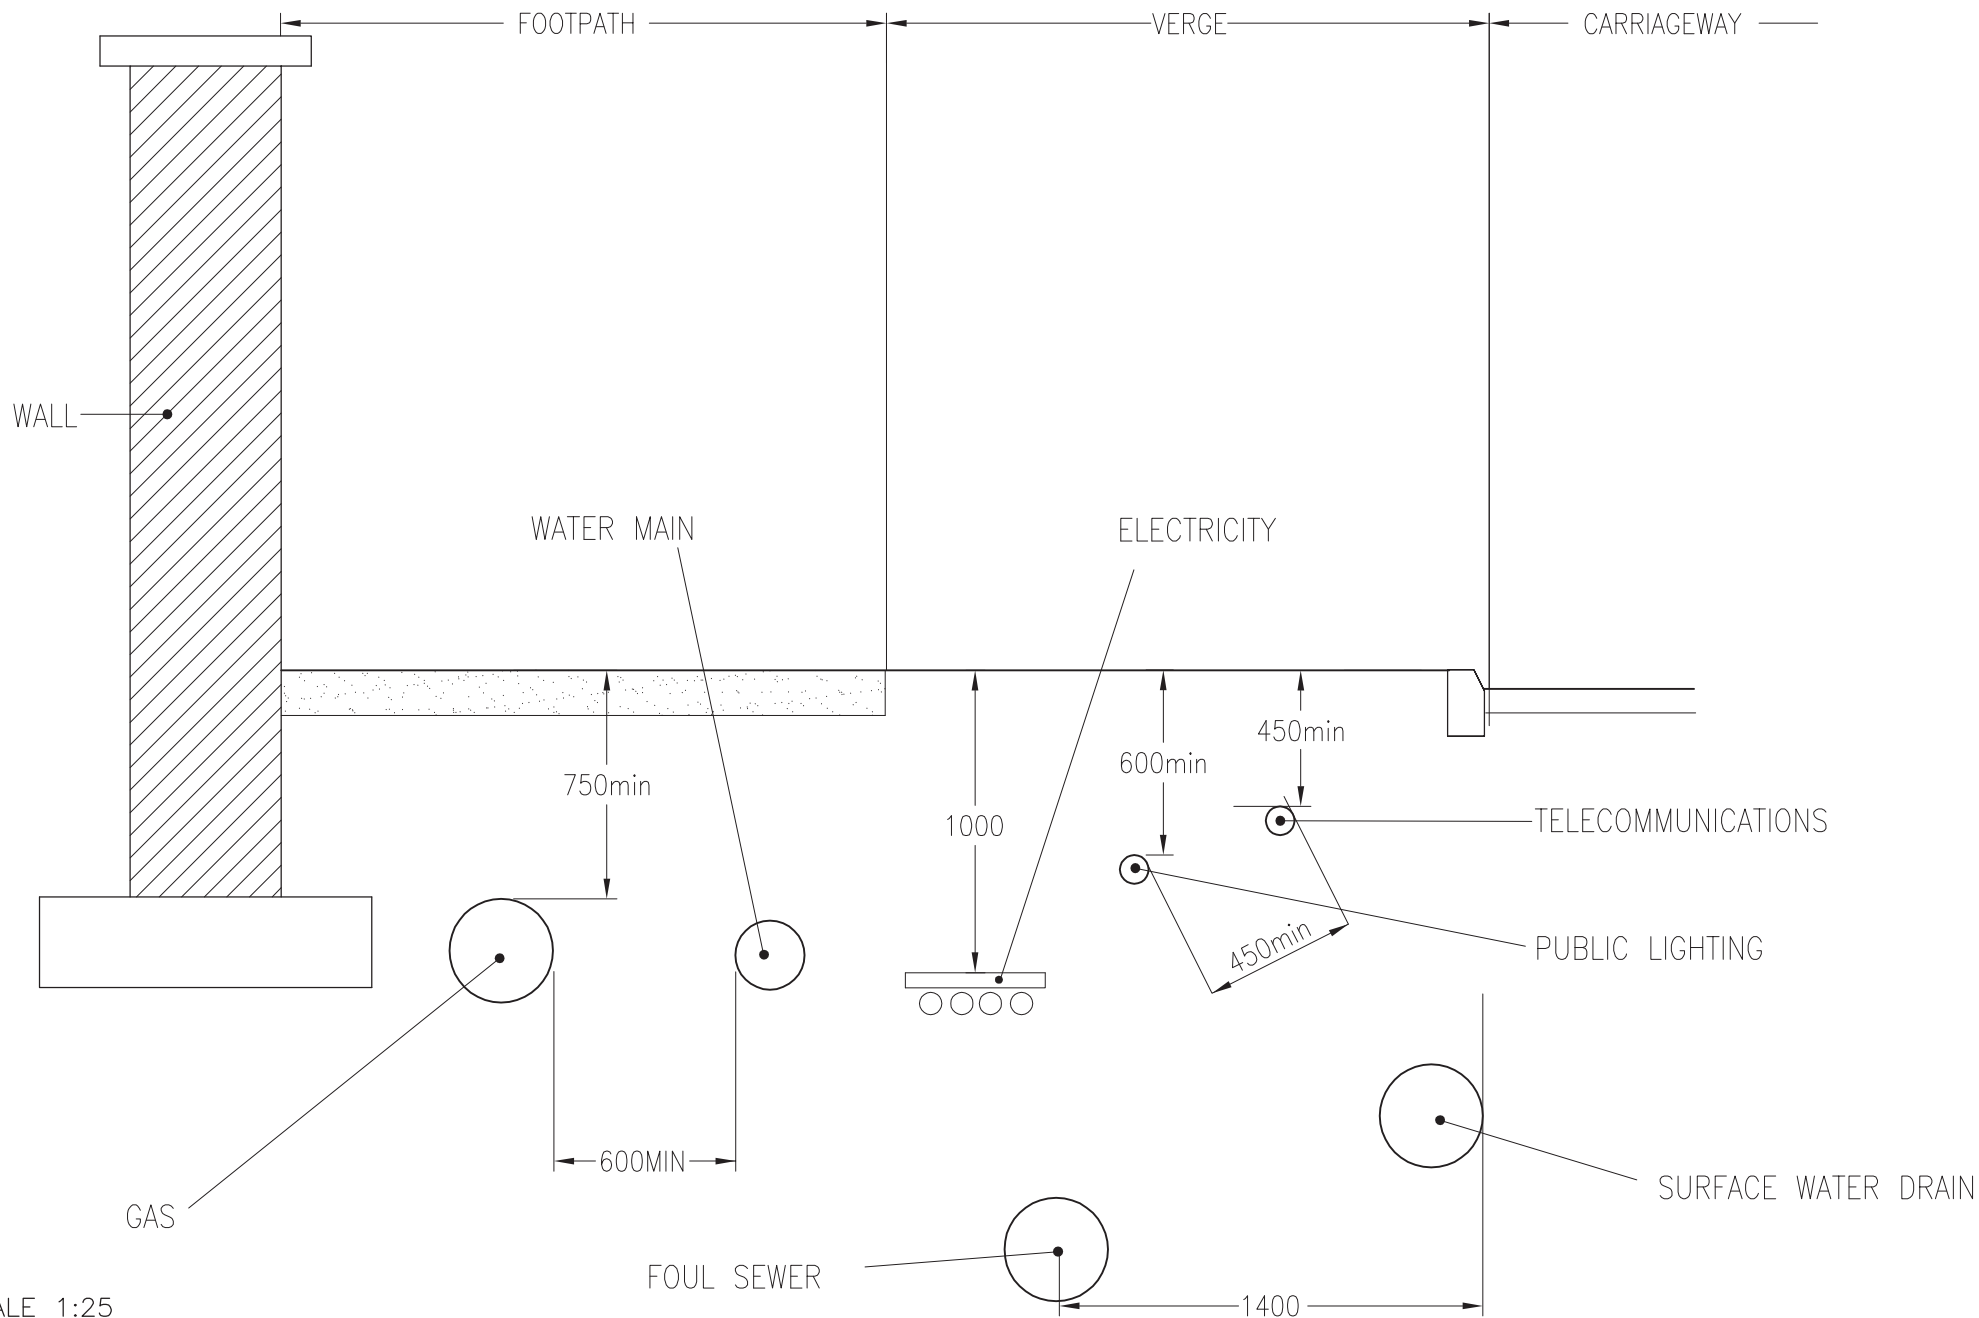 FOOTPATH
VERGE
CARRIAGEWAY
WALL
WATER MAIN
ELECTRICITY
450min
600min
750min
1000
TELECOMMUNICATIONS
450min
PUBLIC LIGHTING
600MIN
SURFACE WATER DRAIN
GAS
FOUL SEWER
1400
ALE 1:25